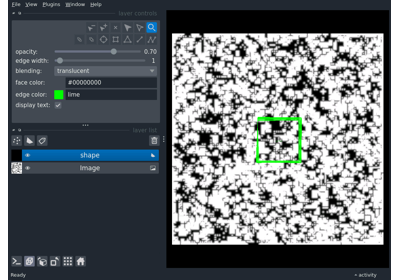 File View Plugins Window Help
layer controls
opacity: 0.70
edge width: 1
blending: translucent
face color: #00000000
edge color: lime
display text:
layer list
shape
Image
Ready
activity